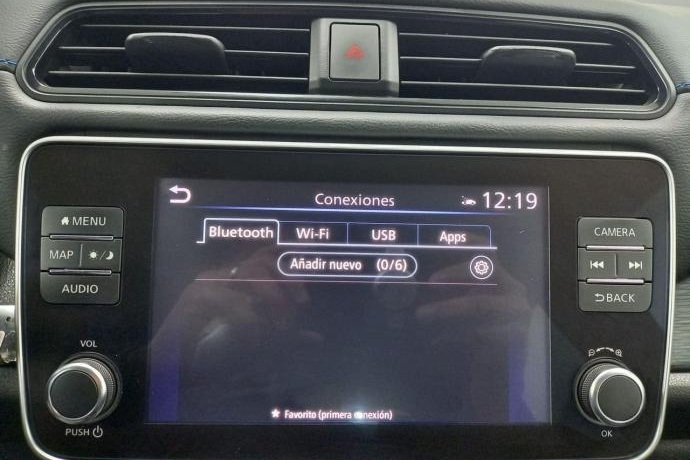 Conexiones 12:19
Bluetooth Wi-Fi USB Apps
Añadir nuevo (0/6)
★ Favorito (primera conexión)
MENU
MAP
AUDIO
VOL
PUSH
CAMERA
BACK
OK